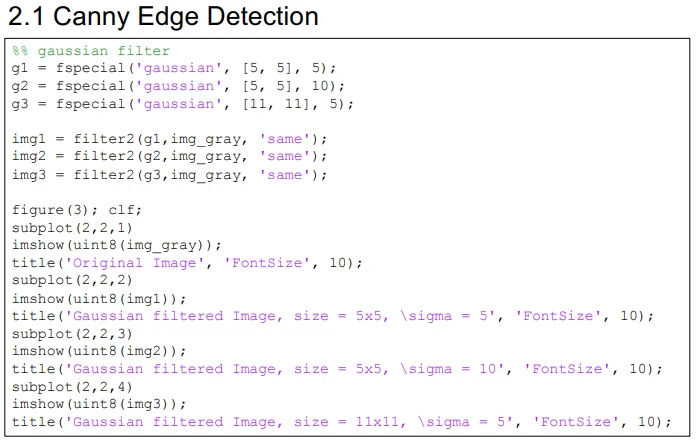 2.1 Canny Edge Detection
%% gaussian filter
g1 = fspecial('gaussian', [5, 5], 5);
g2 = fspecial('gaussian', [5, 5], 10);
g3 = fspecial('gaussian', [11, 11], 5);
img1 = filter2(g1,img_gray, 'same');
img2 = filter2(g2,img_gray, 'same');
img3 = filter2(g3,img_gray, 'same');
figure(3); clf;
subplot(2,2,1)
imshow(uint8(img_gray));
title('Original Image', 'FontSize', 10);
subplot(2,2,2)
imshow(uint8(img1));
title('Gaussian filtered Image, size = 5x5, \sigma = 5', 'FontSize', 10);
subplot(2,2,3)
imshow(uint8(img2));
title('Gaussian filtered Image, size = 5x5, \sigma = 10', 'FontSize', 10);
subplot(2,2,4)
imshow(uint8(img3));
title('Gaussian filtered Image, size = 11x11, \sigma = 5', 'FontSize', 10);